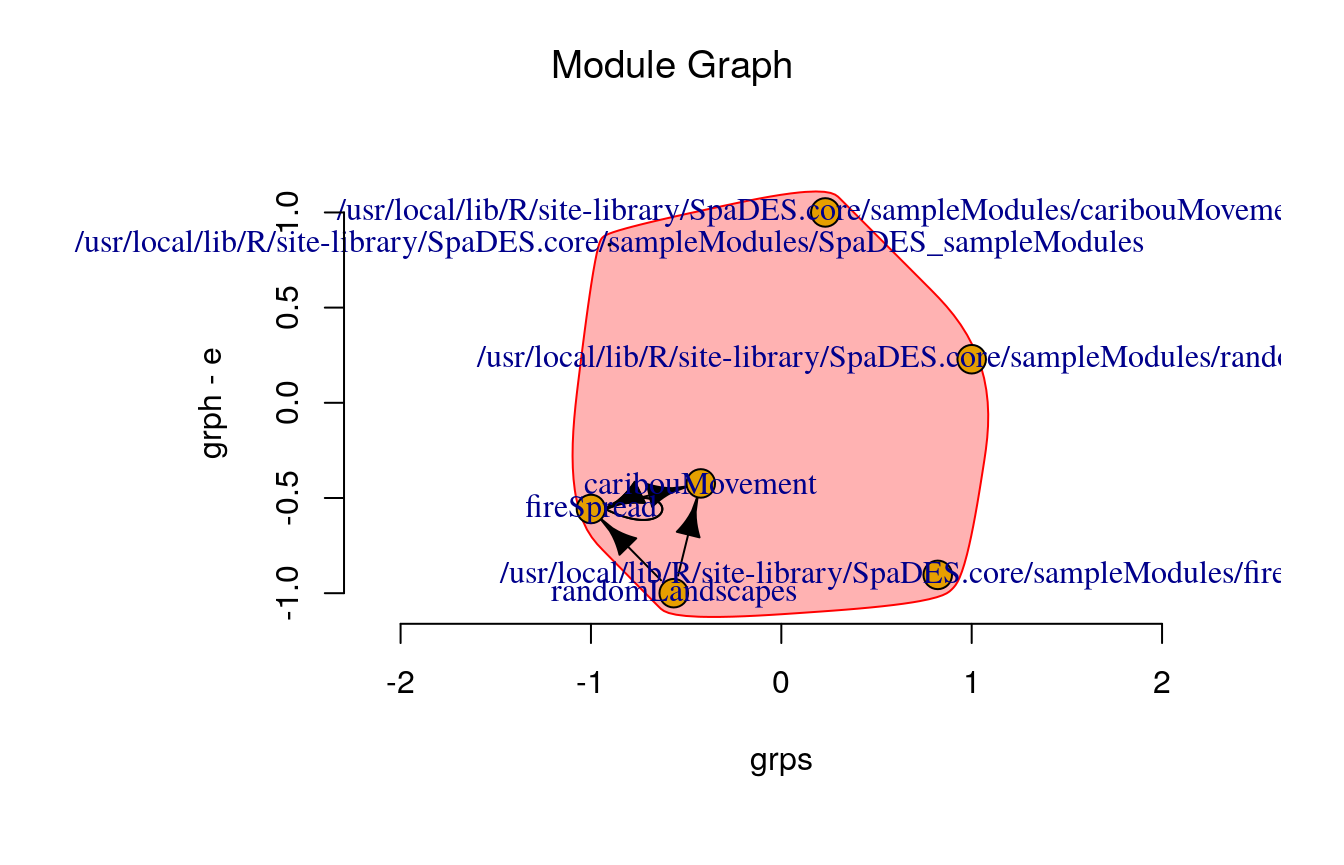 Module Graph
/usr/local/lib/R/site-library/SpaDES.core/sampleModules/caribouMoveme
/usr/local/lib/R/site-library/SpaDES.core/sampleModules/SpaDES_sampleModules
/usr/local/lib/R/site-library/SpaDES.core/sampleModules/rando
caribouMovement
fireSpread
/usr/local/lib/R/site-library/SpaDES.core/sampleModules/fire
randomLandscapes
grph - e
1.0
0.5
0.0
-0.5
-1.0
-2
-1
0
1
2
grps